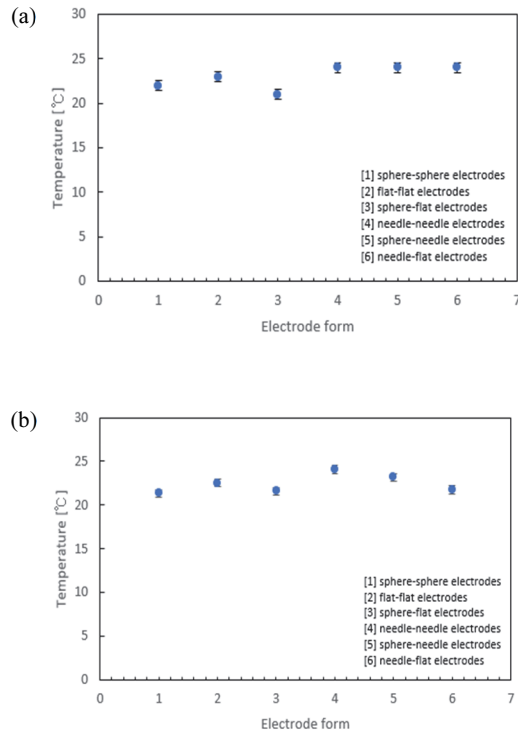 (a)
30
25
20
15
10
5
0
Temperature [℃]
[1] sphere-sphere electrodes
[2] flat-flat electrodes
[3] sphere-flat electrodes
[4] needle-needle electrodes
[5] sphere-needle electrodes
[6] needle-flat electrodes
0 1 2 3 4 5 6 7
Electrode form
(b)
30
25
20
15
10
5
0
Temperature [℃]
[1] sphere-sphere electrodes
[2] flat-flat electrodes
[3] sphere-flat electrodes
[4] needle-needle electrodes
[5] sphere-needle electrodes
[6] needle-flat electrodes
0 1 2 3 4 5 6 7
Electrode form